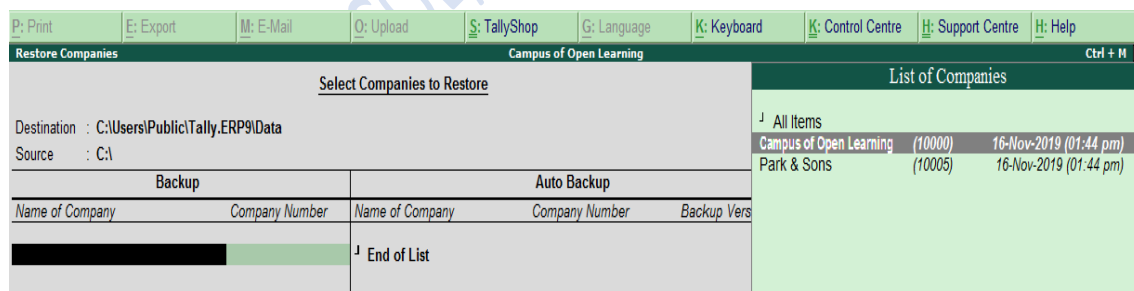 P: Print E: Export M: E-Mail O: Upload S: TallyShop G: Language K: Keyboard K: Control Centre H: Support Centre H: Help
Restore Companies Campus of Open Learning Ctrl + M
Select Companies to Restore
Destination : C:\Users\Public\Tally.ERP9\Data
Source : C:\
Backup Auto Backup
Name of Company Company Number Name of Company Company Number Backup Vers
┘ End of List
List of Companies
┘ All Items
Campus of Open Learning (10000) 16-Nov-2019 (01:44 pm)
Park & Sons (10005) 16-Nov-2019 (01:44 pm)